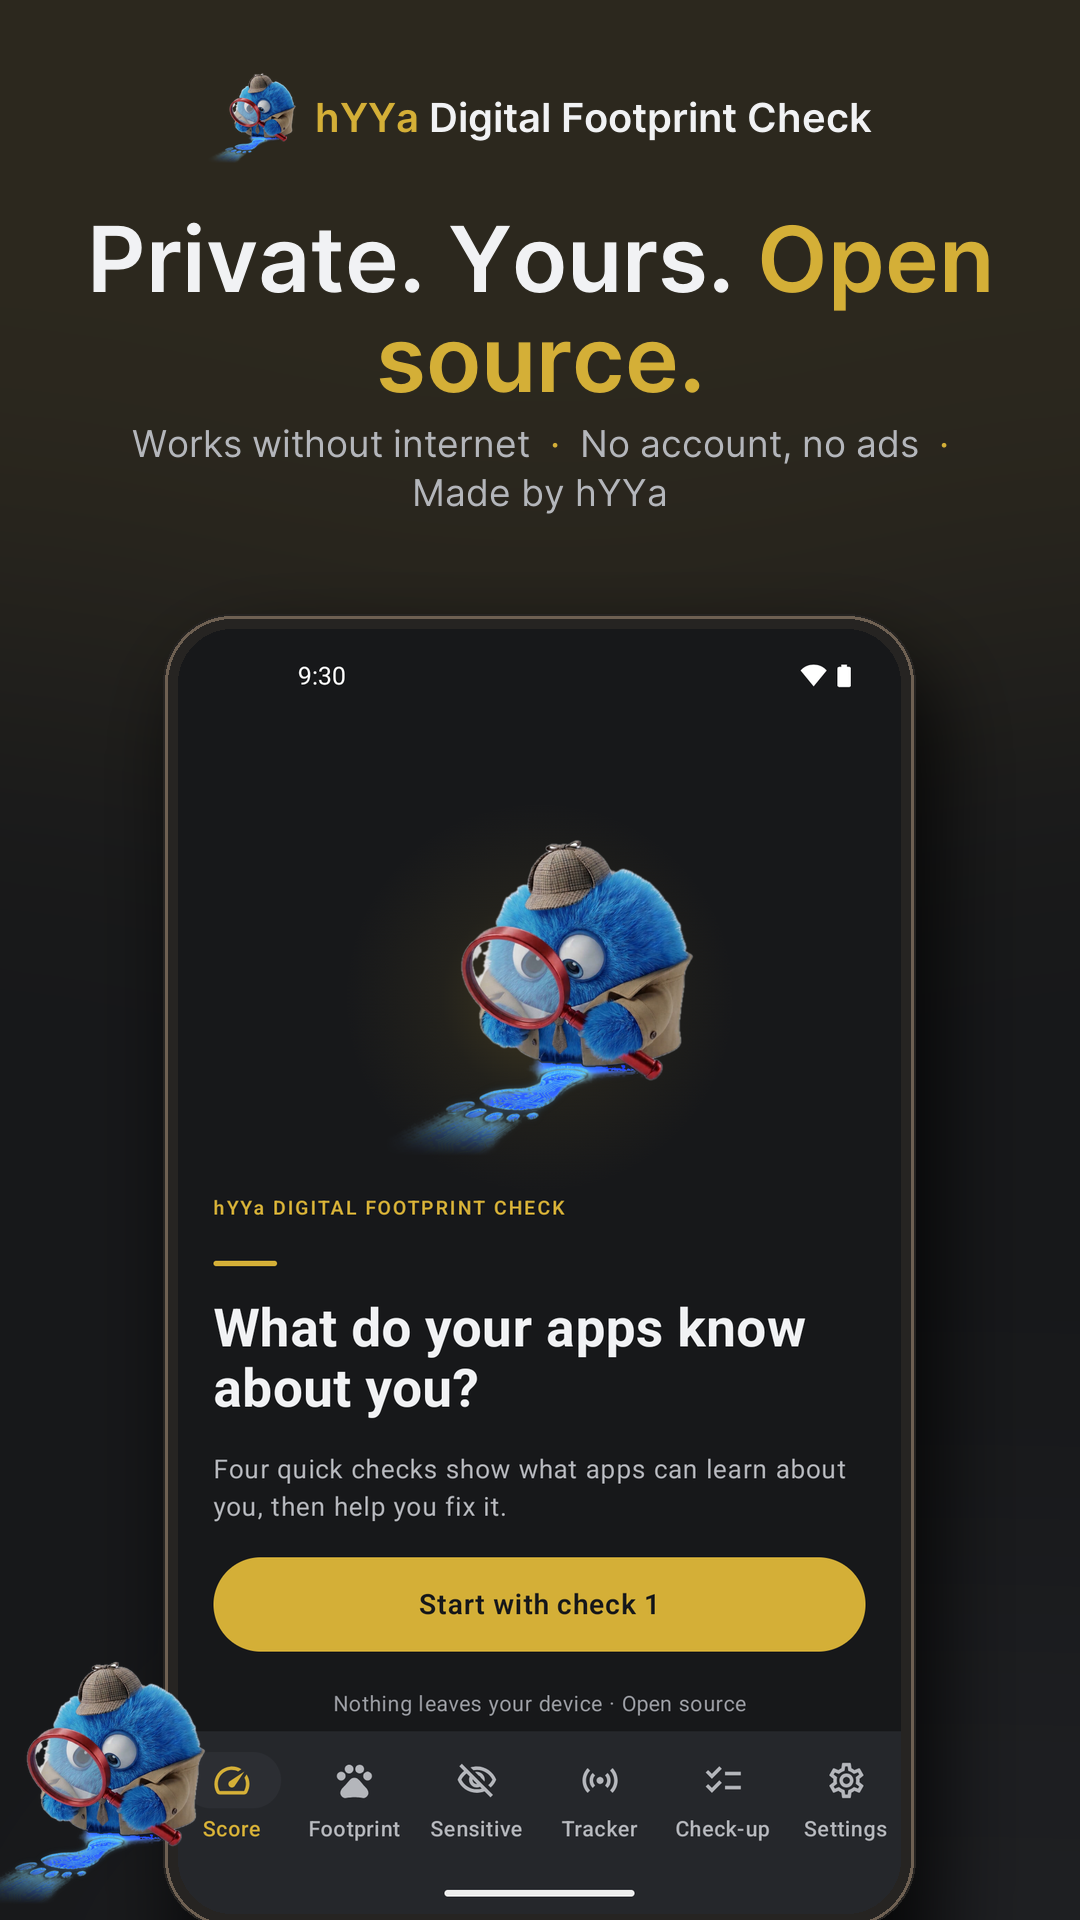 hYYa Digital Footprint Check
Private. Yours. Open
source.
Works without internet · No account, no ads ·
Made by hYYa
9:30
hYYa DIGITAL FOOTPRINT CHECK
What do your apps know
about you?
Four quick checks show what apps can learn about
you, then help you fix it.
Start with check 1
Nothing leaves your device · Open source
Score Footprint Sensitive Tracker Check-up Settings